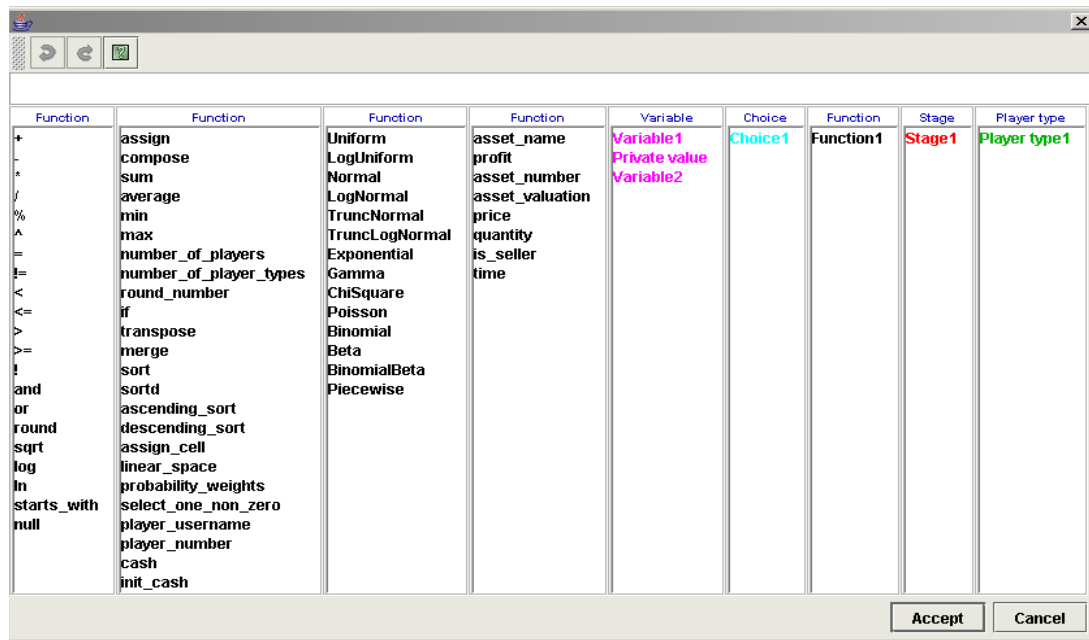 Function
+
-
*
/
%
^
=
!=
<
<=
>
>=
!
and
or
round
sqrt
log
ln
starts_with
null
Function
assign
compose
sum
average
min
max
number_of_players
number_of_player_types
round_number
if
transpose
merge
sort
sortd
ascending_sort
descending_sort
assign_cell
linear_space
probability_weights
select_one_non_zero
player_username
player_number
cash
init_cash
Function
Uniform
LogUniform
Normal
LogNormal
TruncNormal
TruncLogNormal
Exponential
Gamma
ChiSquare
Poisson
Binomial
Beta
BinomialBeta
Piecewise
Function
asset_name
profit
asset_number
asset_valuation
price
quantity
is_seller
time
Variable
Variable1
Private value
Variable2
Choice
Choice1
Function
Function1
Stage
Stage1
Player type
Player type1
Accept
Cancel